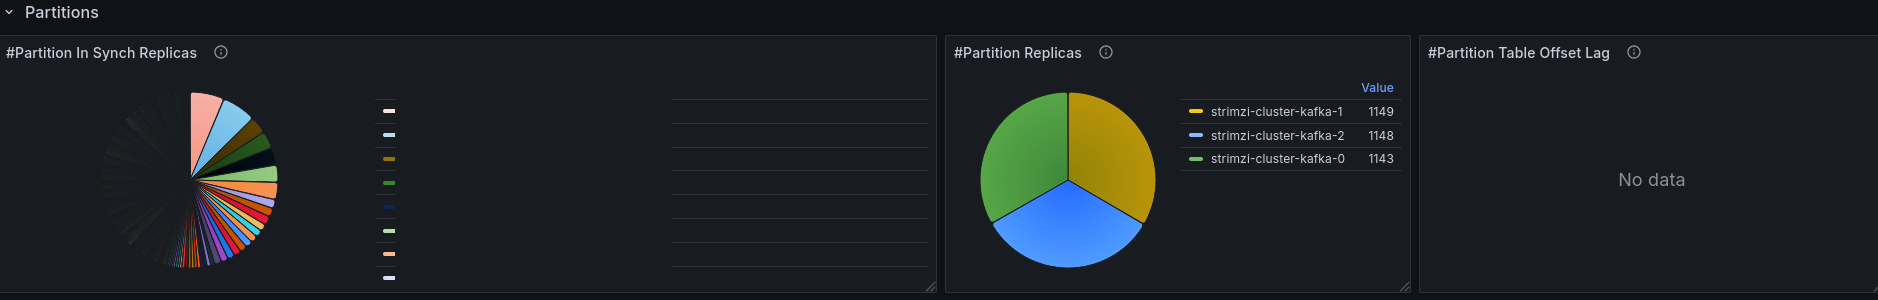 Partitions
#Partition In Synch Replicas
#Partition Replicas
Value
strimzi-cluster-kafka-1 1149
strimzi-cluster-kafka-2 1148
strimzi-cluster-kafka-0 1143
#Partition Table Offset Lag
No data